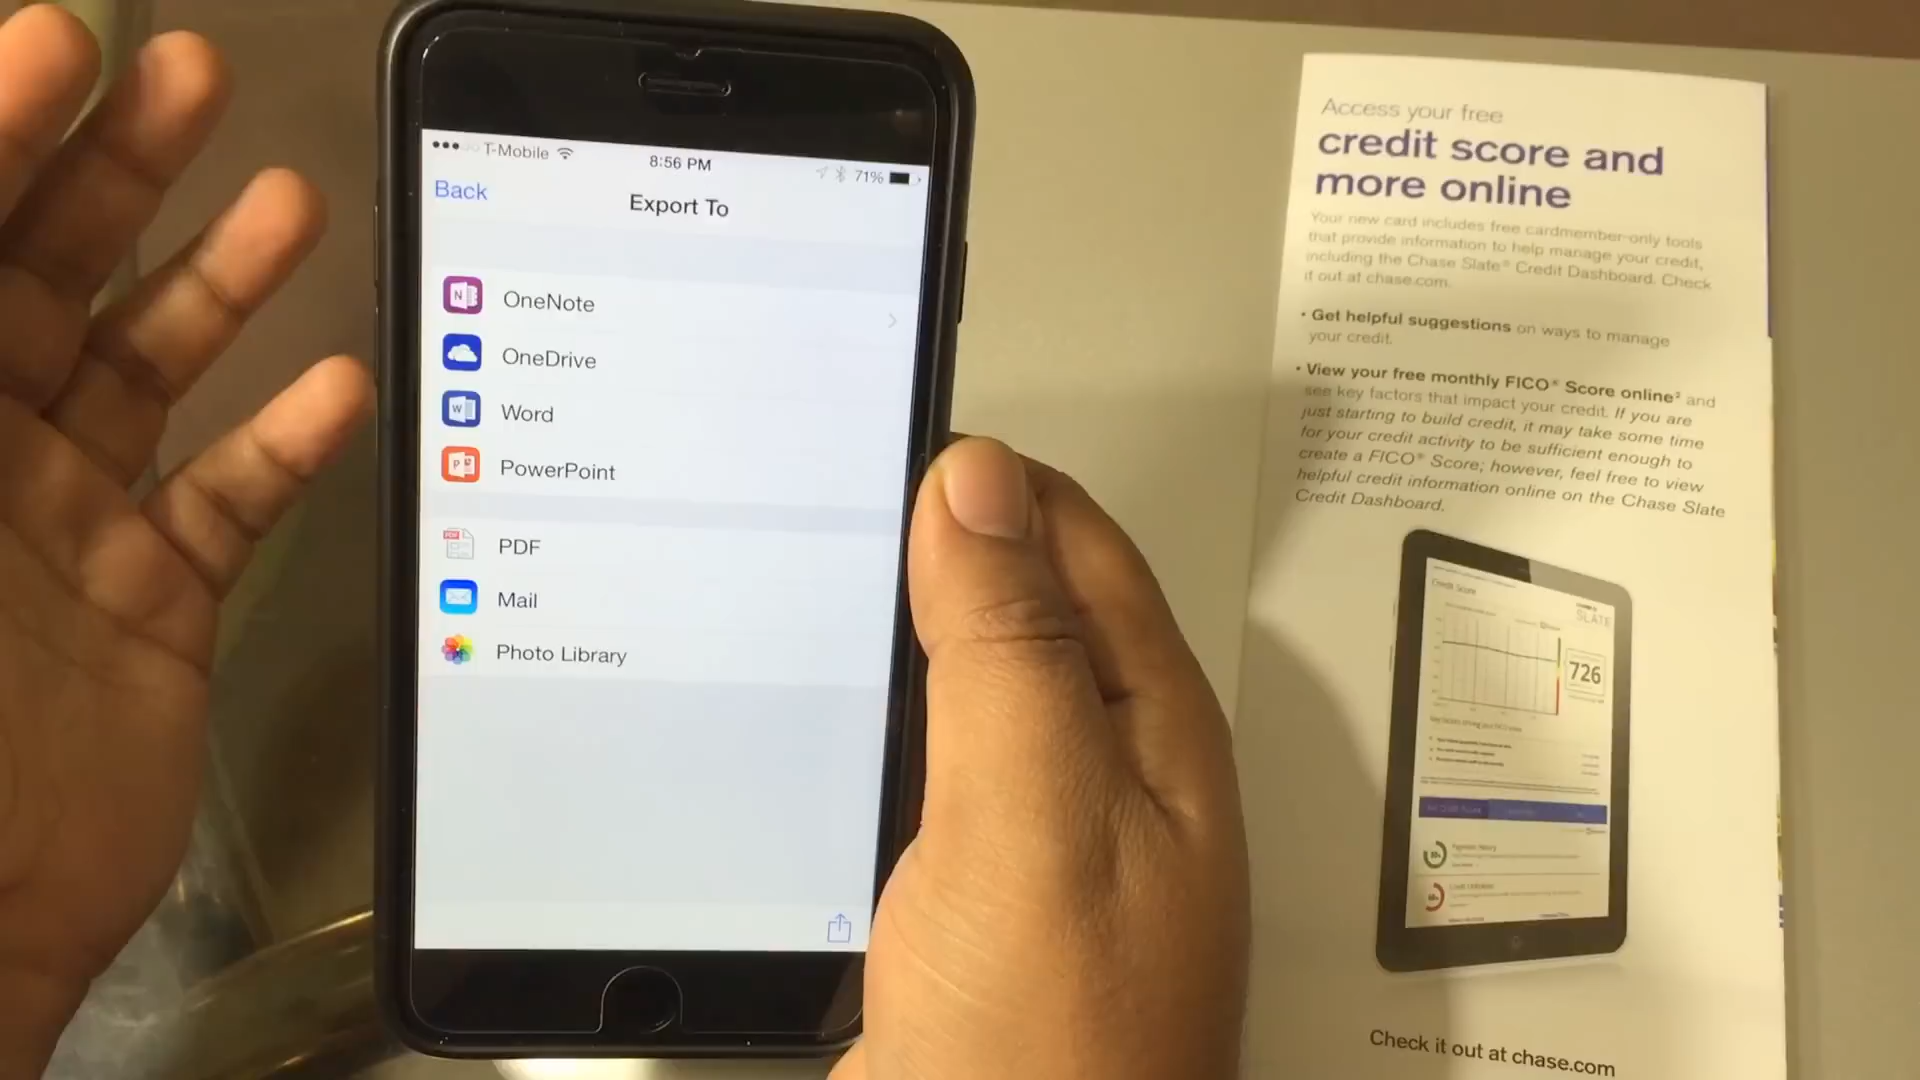 T-Mobile
8:56 PM
71%
Back
Export To
OneNote
OneDrive
Word
PowerPoint
PDF
Mail
Photo Library
Access your free
credit score and
more online
Your new card includes free cardmember-only tools
that provide information to help manage your credit,
including the Chase Slate® Credit Dashboard. Check
it out at chase.com.
• Get helpful suggestions on ways to manage
your credit.
• View your free monthly FICO® Score online² and
see key factors that impact your credit. If you are
just starting to build credit, it may take some time
for your credit activity to be sufficient enough to
create a FICO® Score; however, feel free to view
helpful credit information online on the Chase Slate
Credit Dashboard.
Credit Score
SLATE
726
Check it out at chase.com